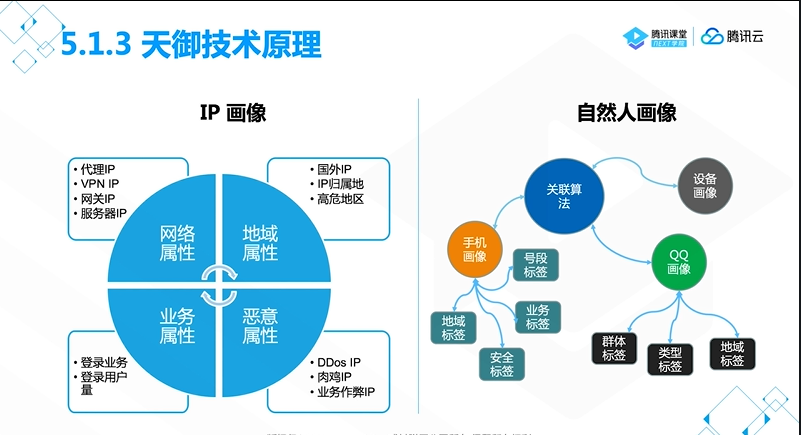 5.1.3 天御技术原理
腾讯课堂
NEXT学院
腾讯云
IP 画像
• 代理IP
• VPN IP
• 网关IP
• 服务器IP
• 国外IP
• IP归属地
• 高危地区
网络
属性
地域
属性
业务
属性
恶意
属性
• 登录业务
• 登录用户
量
• DDos IP
• 肉鸡IP
• 业务作弊IP
自然人画像
关联算
法
设备
画像
手机
画像
QQ
画像
号段
标签
业务
标签
地域
标签
安全
标签
群体
标签
类型
标签
地域
标签